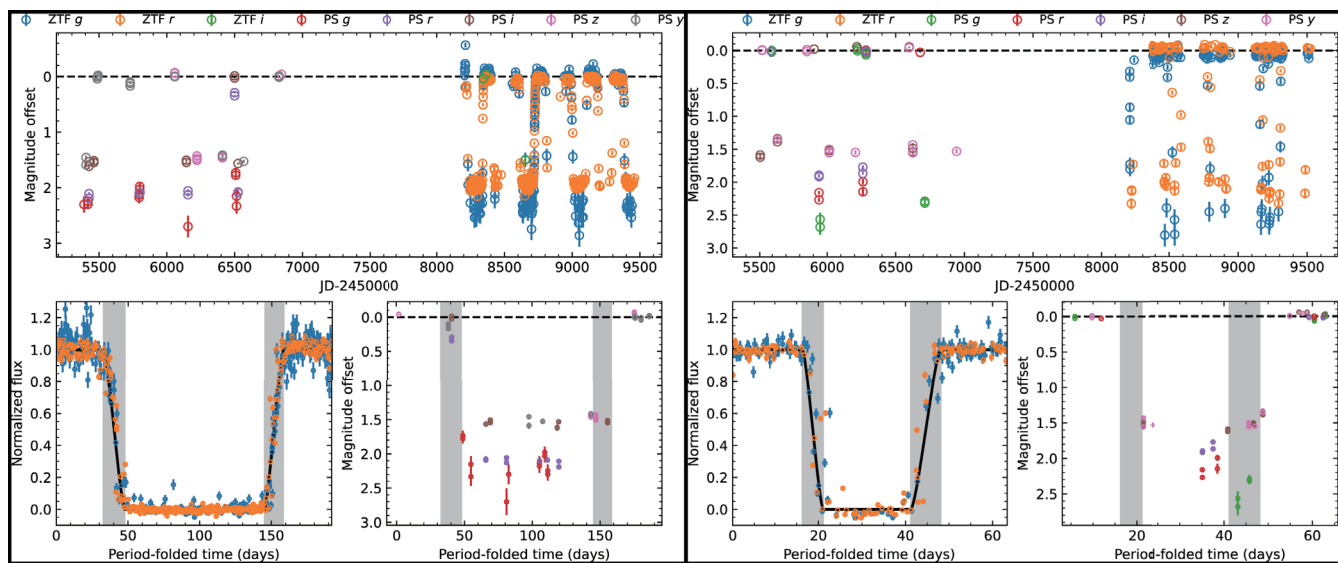 ZTF g ZTF r ZTF i PS g PS r PS i PS z PS y
0
1
2
3
Magnitude offset
5500 6000 6500 7000 7500 8000 8500 9000 9500
JD-2450000
1.2
1.0
0.8
0.6
0.4
0.2
0.0
Normalized flux
0 50 100 150
Period-folded time (days)
0.0
0.5
1.0
1.5
2.0
2.5
3.0
Magnitude offset
0 50 100 150
Period-folded time (days)
ZTF g ZTF r PS g PS r PS i PS z PS y
0.0
0.5
1.0
1.5
2.0
2.5
3.0
Magnitude offset
5500 6000 6500 7000 7500 8000 8500 9000 9500
JD-2450000
1.2
1.0
0.8
0.6
0.4
0.2
0.0
Normalized flux
0 20 40 60
Period-folded time (days)
0.0
0.5
1.0
1.5
2.0
2.5
Magnitude offset
20 40 60
Period-folded time (days)